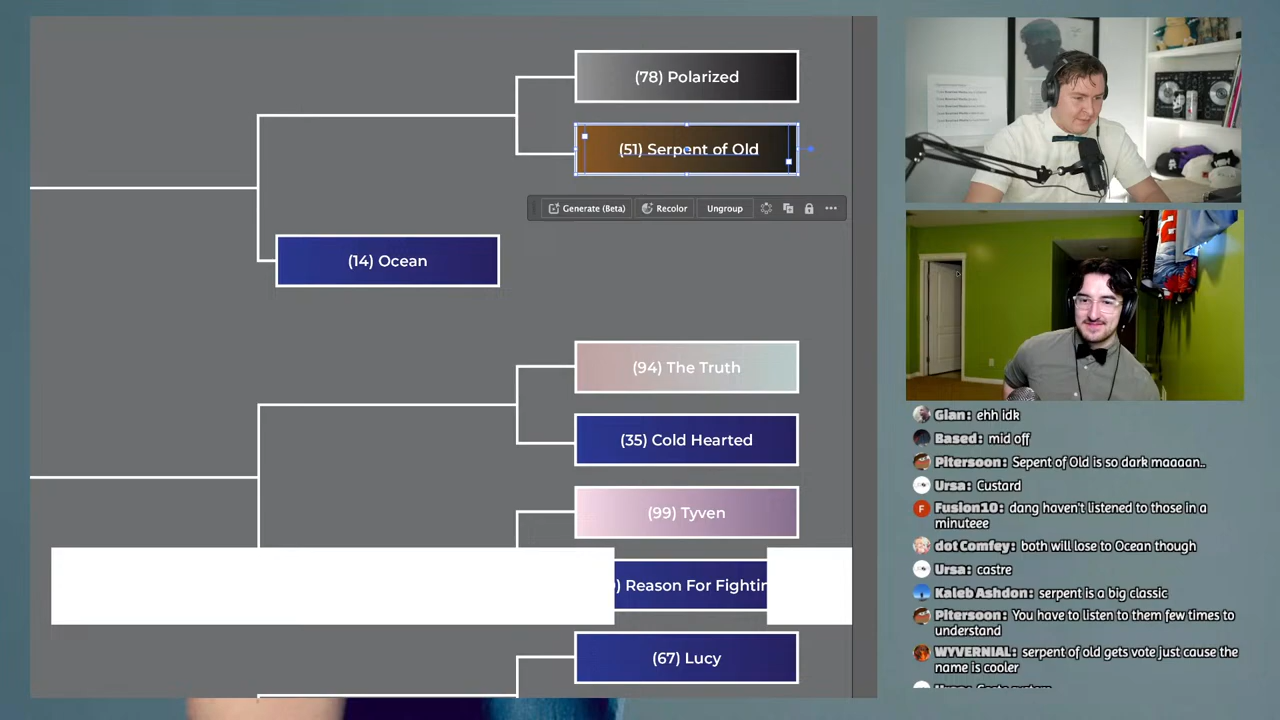 (78) Polarized
(51) Serpent of Old
Generate (Beta)
Recolor
Ungroup
(14) Ocean
(94) The Truth
(35) Cold Hearted
(99) Tyven
) Reason For Fightin
(67) Lucy
Gian: ehh idk
Based: mid off
Pitersoon: Sepent of Old is so dark maaan..
Ursa: Custard
F Fusion10: dang haven't listened to those in a
minuteee
dotComfey: both will lose to Ocean though
Ursa: castre
Kaleb Ashdon: serpent is a big classic
Pitersoon: You have to listen to them few times to
understand
WYVERNIAL: serpent of old gets vote just cause the
name is cooler